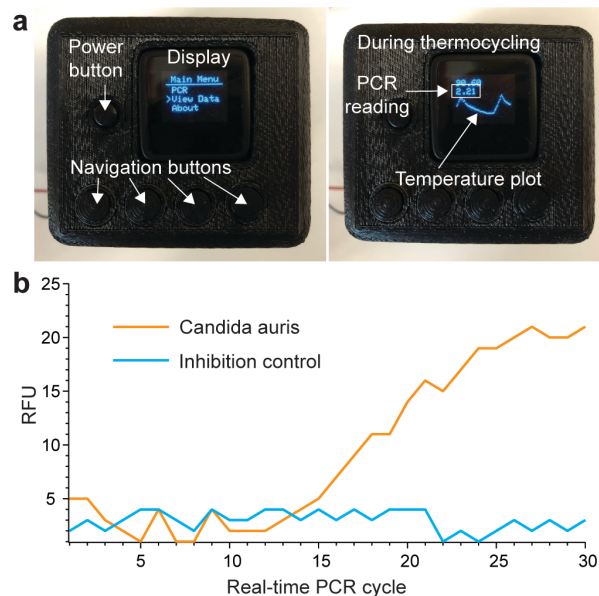 a
Power
button
Display
Main Menu
PCR
>View Data
About
Navigation buttons
During thermocycling
90.60
2.21
PCR
reading
Temperature plot
b
25
20
15
10
5
RFU
Candida auris
Inhibition control
5
10
15
20
25
30
Real-time PCR cycle